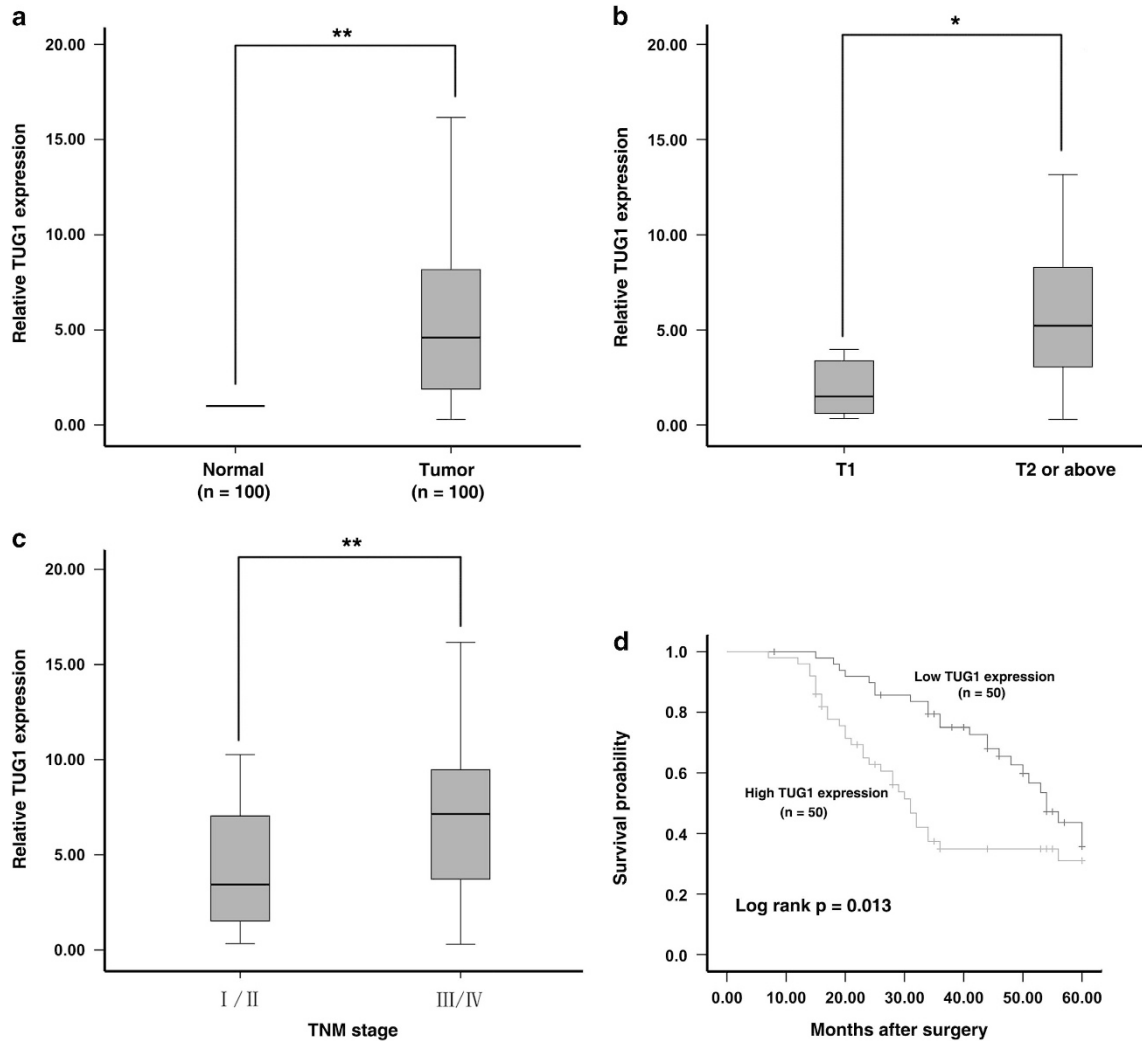 a
**
20.00
15.00
10.00
5.00
0.00
Relative TUG1 expression
Normal
(n = 100)
Tumor
(n = 100)
b
*
20.00
15.00
10.00
5.00
0.00
Relative TUG1 expression
T1
T2 or above
c
**
20.00
15.00
10.00
5.00
0.00
Relative TUG1 expression
I / II
III/IV
TNM stage
d
1.0
0.8
0.6
0.4
0.2
0.0
Survival proability
Low TUG1 expression
(n = 50)
High TUG1 expression
(n = 50)
Log rank p = 0.013
0.00 10.00 20.00 30.00 40.00 50.00 60.00
Months after surgery